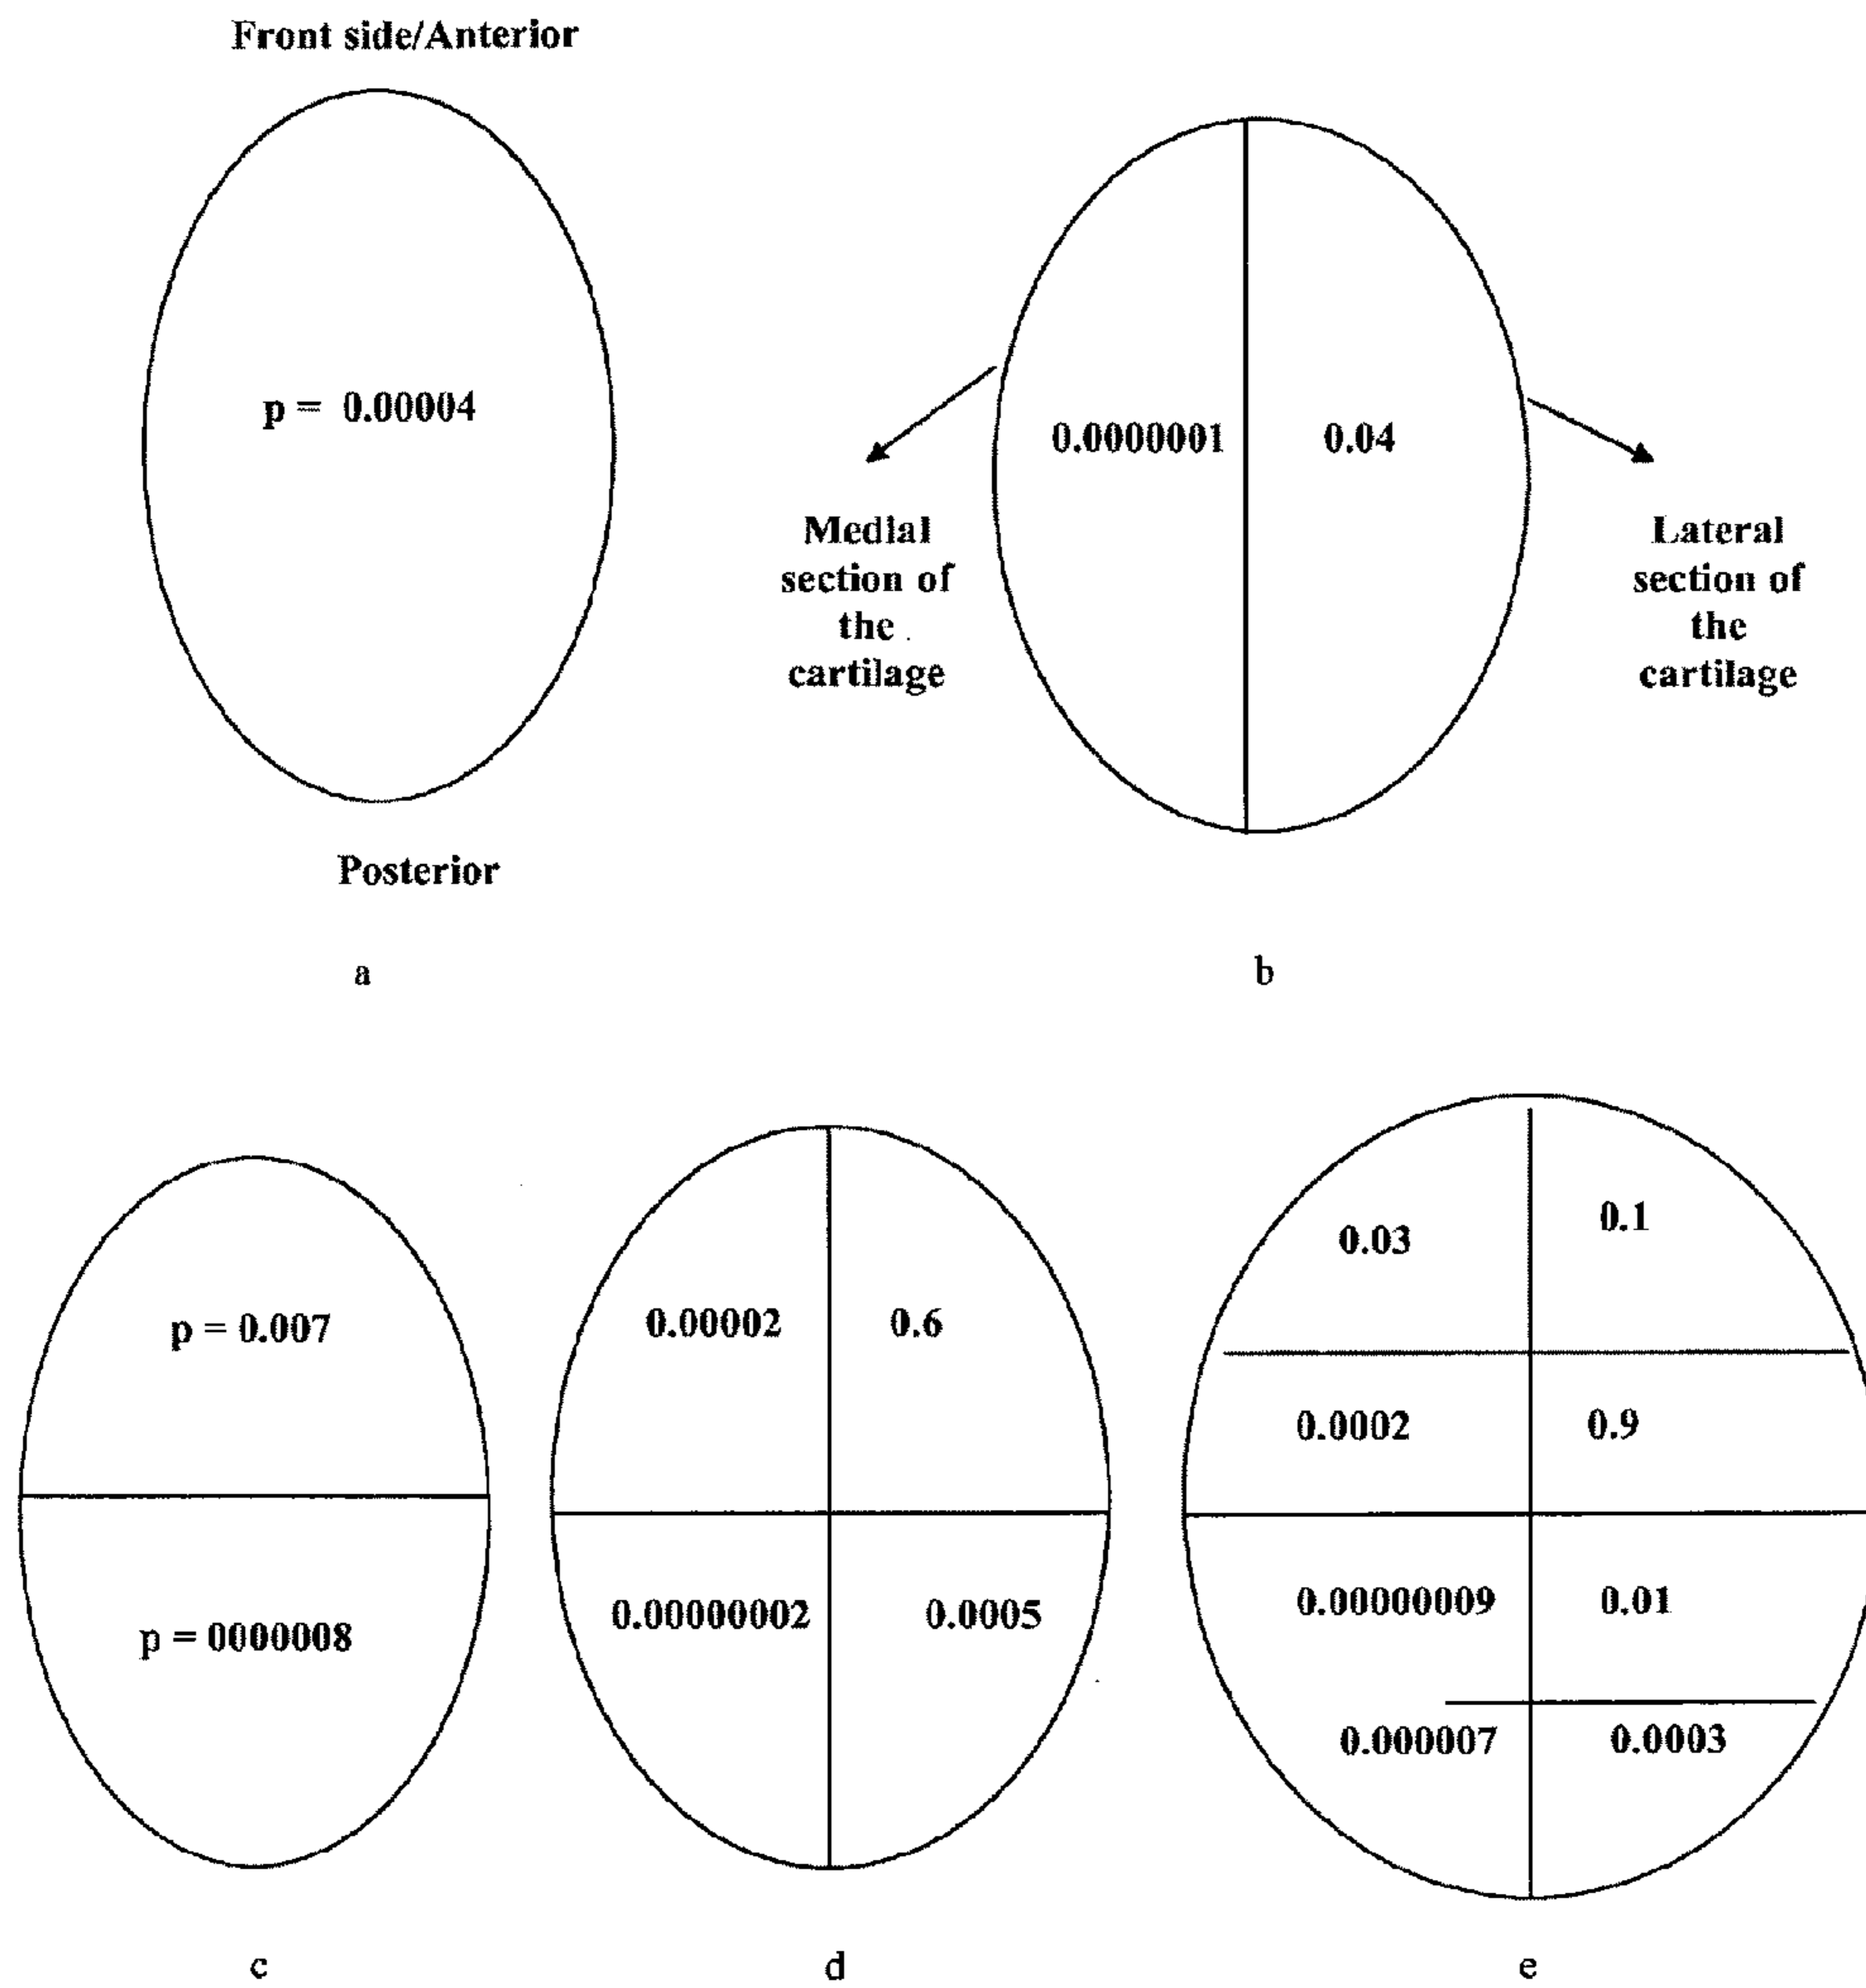 Front side/Anterior
p = 0.00004
Posterior
a
0.0000001
0.04
Medial
section of
the
cartilage
Lateral
section of
the
cartilage
b
p = 0.007
p = 0000008
c
0.00002
0.6
0.00000002
0.0005
d
0.03
0.1
0.0002
0.9
0.00000009
0.01
0.000007
0.0003
e